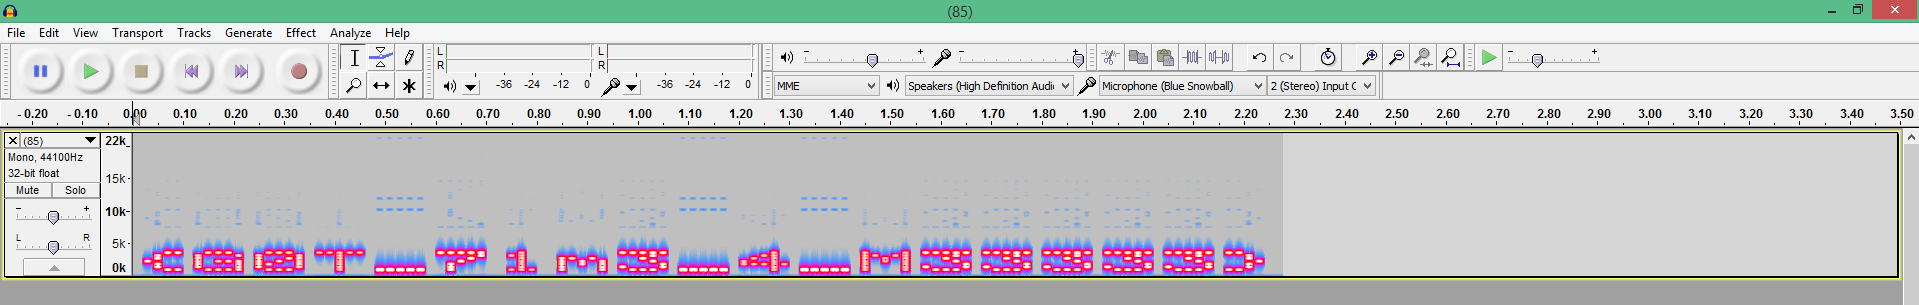 (85)
File Edit View Transport Tracks Generate Effect Analyze Help
L R -36 -24 -12 0 L R -36 -24 -12 0 - + - + - +
MME Speakers (High Definition Audi Microphone (Blue Snowball) 2 (Stereo) Input C
- 0.20 - 0.10 0.00 0.10 0.20 0.30 0.40 0.50 0.60 0.70 0.80 0.90 1.00 1.10 1.20 1.30 1.40 1.50 1.60 1.70 1.80 1.90 2.00 2.10 2.20 2.30 2.40 2.50 2.60 2.70 2.80 2.90 3.00 3.10 3.20 3.30 3.40 3.50
X (85) 22k
Mono, 44100Hz
32-bit float 15k
Mute Solo
- + 10k
L R 5k
0k